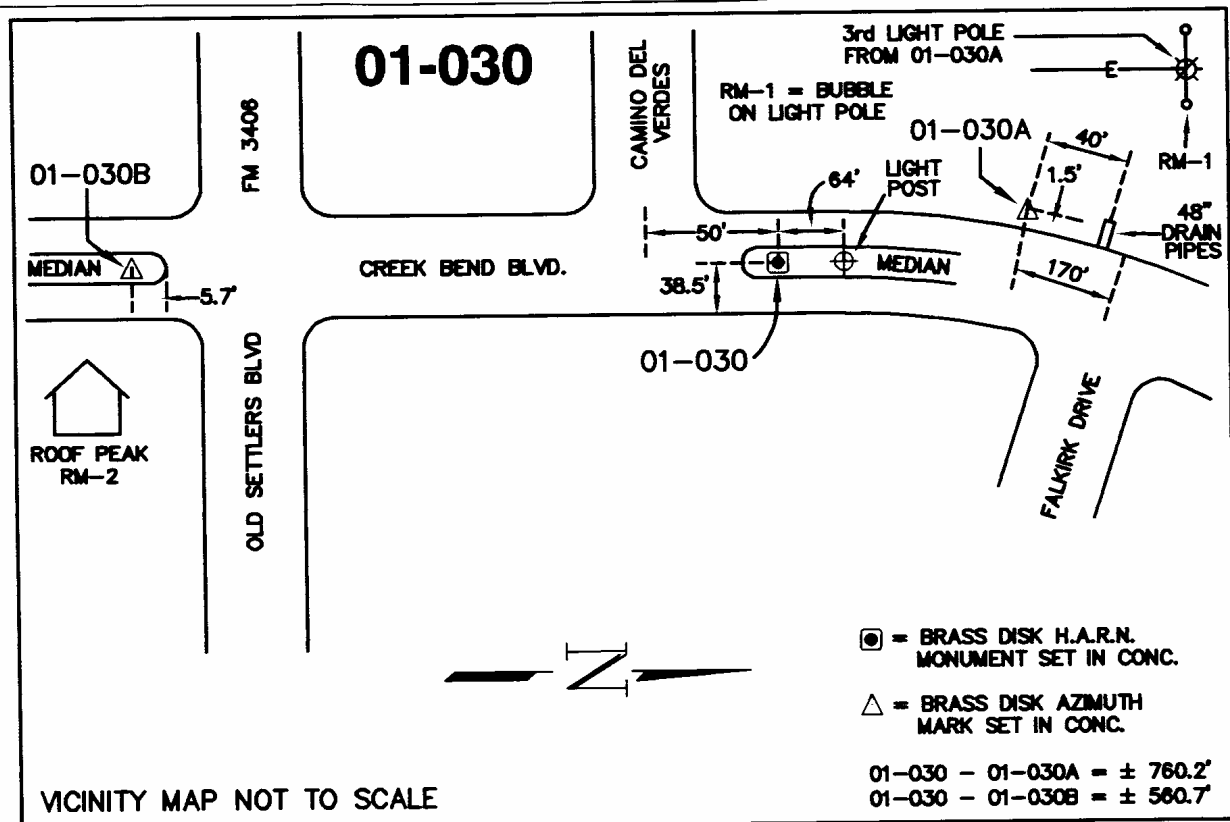 01-030
3rd LIGHT POLE
FROM 01-030A
E
RM-1 = BUBBLE
ON LIGHT POLE
RM-1
CAMINO DEL
VERDES
FM 3406
01-030B
01-030A
40'
1.5'
64'
LIGHT
POST
48"
DRAIN
PIPES
50'
MEDIAN
CREEK BEND BLVD.
MEDIAN
170'
5.7'
38.5'
01-030
ROOF PEAK
RM-2
OLD SETTLERS BLVD
FALKIRK DRIVE
N
= BRASS DISK H.A.R.N.
MONUMENT SET IN CONC.
= BRASS DISK AZIMUTH
MARK SET IN CONC.
01-030 - 01-030A = ± 760.2'
01-030 - 01-030B = ± 560.7'
VICINITY MAP NOT TO SCALE